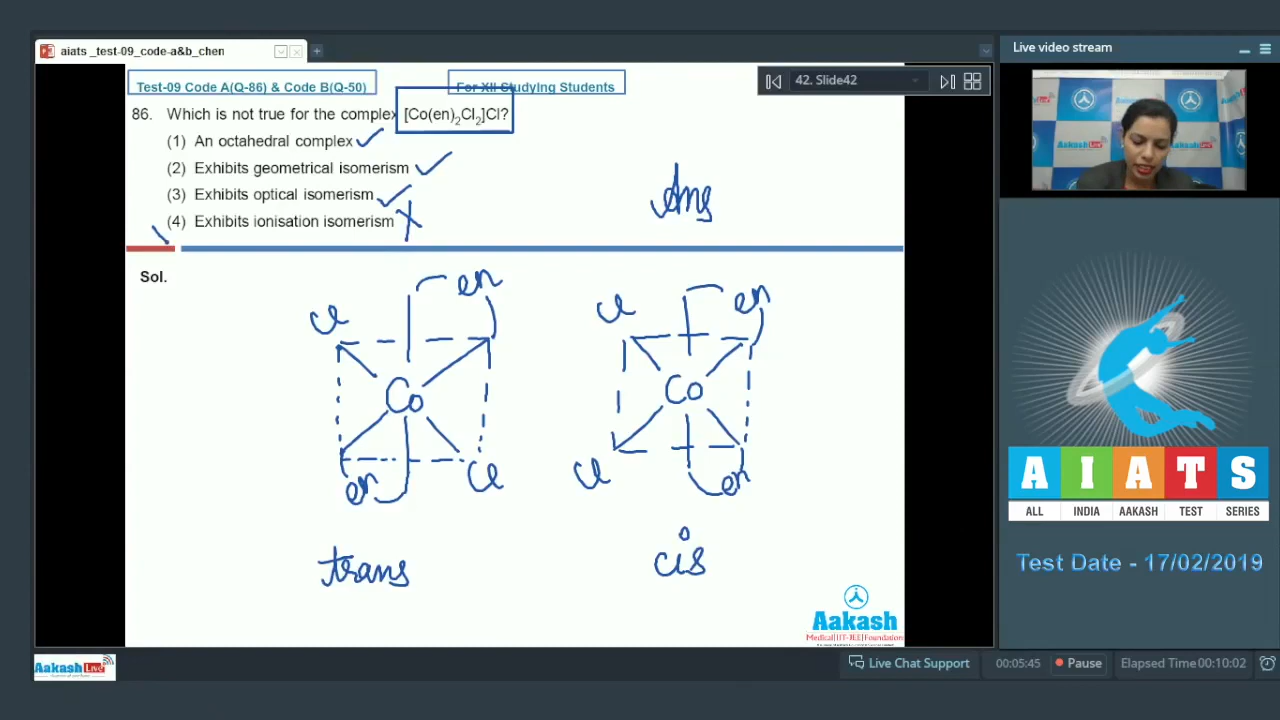 aiats _test-09_code-a&b_chen
Live video stream
Test-09 Code A(Q-86) & Code B(Q-50)
For XII Studying Students
42. Slide42
86. Which is not true for the complex [Co(en)₂Cl₂]Cl?
(1) An octahedral complex
(2) Exhibits geometrical isomerism
(3) Exhibits optical isomerism
(4) Exhibits ionisation isomerism
Ans
Sol.
en
Cl
Co
en
Cl
trans
en
Cl
Co
Cl
en
cis
Aakash
Medical|IIT-JEE|Foundation
AakashLive
A I A T S
ALL INDIA AAKASH TEST SERIES
Test Date - 17/02/2019
Aakash Live
Live Chat Support
00:05:45
Pause
Elapsed Time 00:10:02